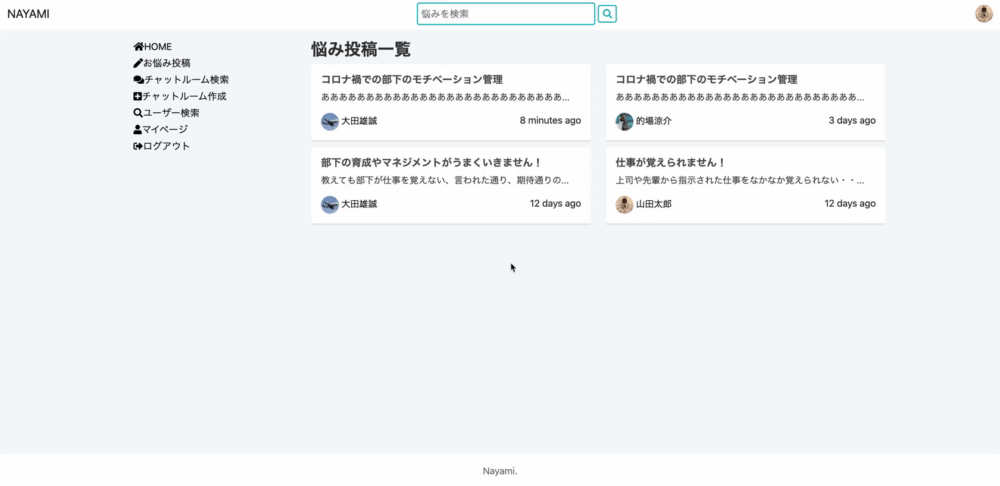 NAYAMI
悩みを検索
HOME
お悩み投稿
チャットルーム検索
チャットルーム作成
ユーザー検索
マイページ
ログアウト
悩み投稿一覧
コロナ禍での部下のモチベーション管理
ああああああああああああああああああああああああああああ...
大田雄誠
8 minutes ago
コロナ禍での部下のモチベーション管理
ああああああああああああああああああああああああああああ...
的場涼介
3 days ago
部下の育成やマネジメントがうまくいきません！
教えても部下が仕事を覚えない、言われた通り、期待通りの...
大田雄誠
12 days ago
仕事が覚えられません！
上司や先輩から指示された仕事をなかなか覚えられない・・...
山田太郎
12 days ago
Nayami.